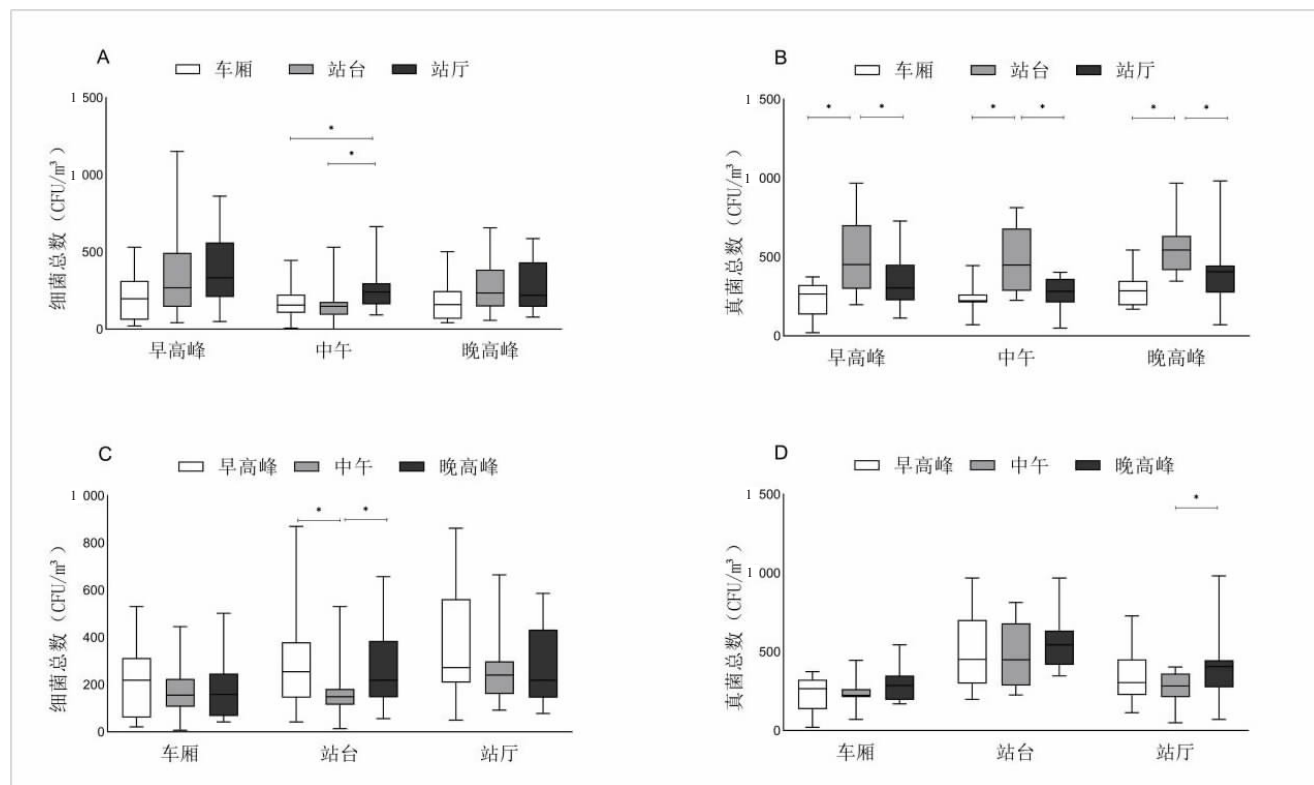 A
车厢 站台 站厅
细菌总数（CFU/m³）
1 500
1 000
500
0
* *
早高峰 中午 晚高峰
B
车厢 站台 站厅
真菌总数（CFU/m³）
1 500
1 000
500
0
* * * * * *
早高峰 中午 晚高峰
C
早高峰 中午 晚高峰
细菌总数（CFU/m³）
1 000
800
600
400
200
0
* *
车厢 站台 站厅
D
早高峰 中午 晚高峰
真菌总数（CFU/m³）
1 500
1 000
500
0
*
车厢 站台 站厅